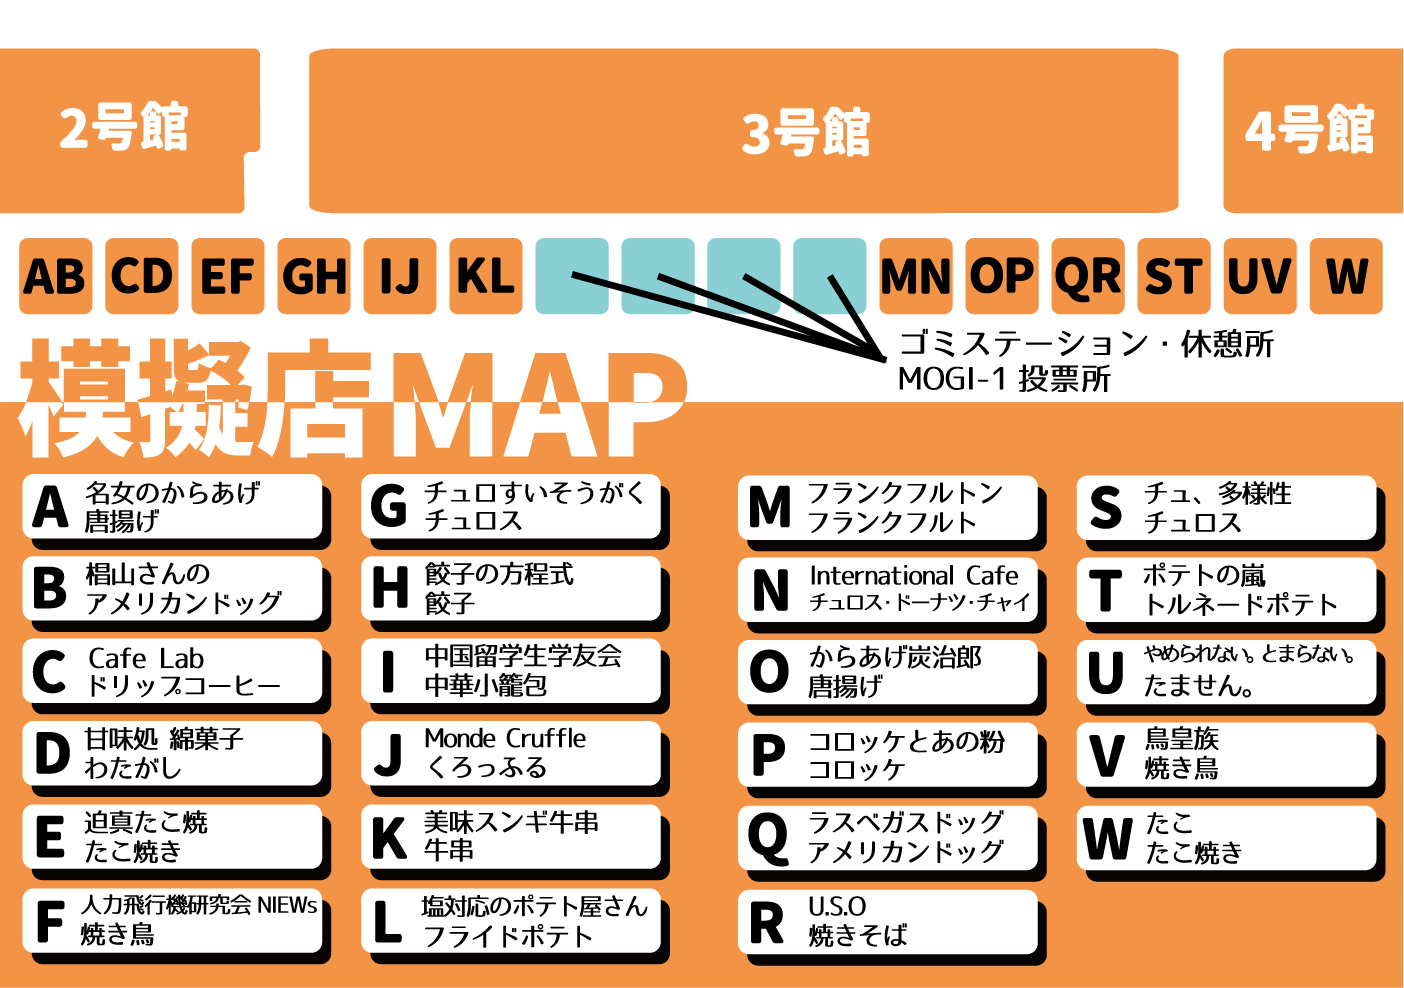 2号館
3号館
4号館
AB
CD
EF
GH
IJ
KL
MN
OP
QR
ST
UV
W
ゴミステーション・休憩所
MOGI-1 投票所
模擬店MAP
A
名女のからあげ
唐揚げ
B
椙山さんの
アメリカンドッグ
C
Cafe Lab
ドリップコーヒー
D
甘味処 綿菓子
わたがし
E
迫真たこ焼
たこ焼き
F
人力飛行機研究会 NIEWs
焼き鳥
G
チュロすいそうがく
チュロス
H
餃子の方程式
餃子
I
中国留学生学友会
中華小籠包
J
Monde Cruffle
くろっふる
K
美味スンギ牛串
牛串
L
塩対応のポテト屋さん
フライドポテト
M
フランクフルトン
フランクフルト
N
International Cafe
チュロス・ドーナツ・チャイ
O
からあげ炭治郎
唐揚げ
P
コロッケとあの粉
コロッケ
Q
ラスベガスドッグ
アメリカンドッグ
R
U.S.O
焼きそば
S
チュ、多様性
チュロス
T
ポテトの嵐
トルネードポテト
U
やめられない。とまらない。
たません。
V
鳥皇族
焼き鳥
W
たこ
たこ焼き